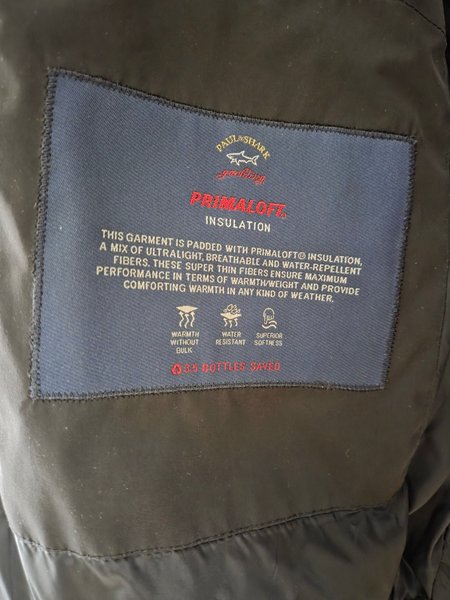 PAUL & SHARK
yachting
PRIMALOFT®
INSULATION
THIS GARMENT IS PADDED WITH PRIMALOFT® INSULATION,
A MIX OF ULTRALIGHT, BREATHABLE AND WATER-REPELLENT
FIBERS. THESE SUPER THIN FIBERS ENSURE MAXIMUM
PERFORMANCE IN TERMS OF WARMTH/WEIGHT AND PROVIDE
COMFORTING WARMTH IN ANY KIND OF WEATHER.
WARMTH
WITHOUT
BULK
WATER
RESISTANT
SUPERIOR
SOFTNESS
35 BOTTLES SAVED